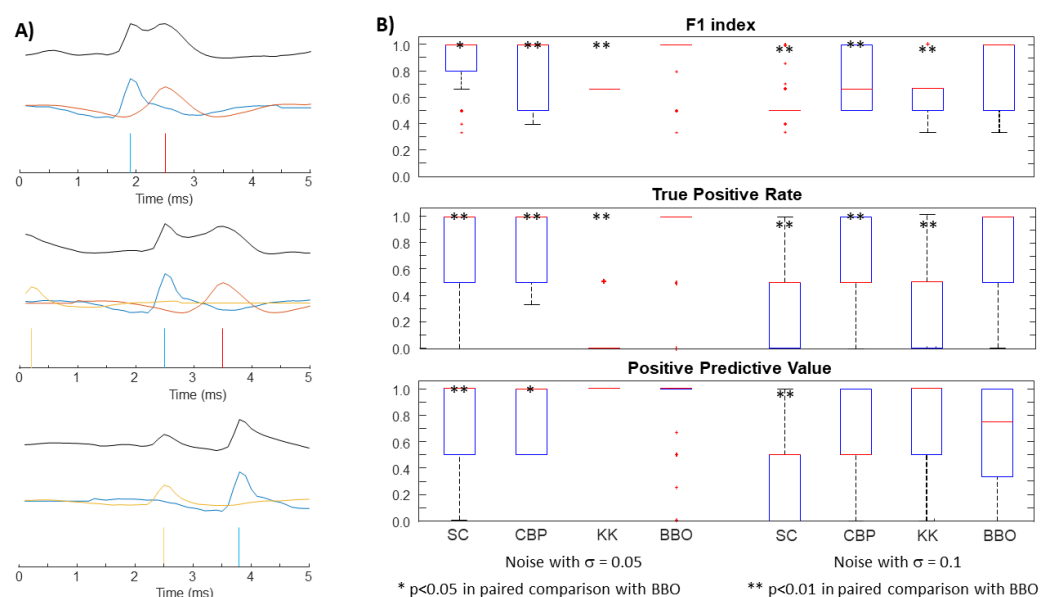 A)
0 1 2 3 4 5
Time (ms)
0 1 2 3 4 5
Time (ms)
0 1 2 3 4 5
Time (ms)
B)
F1 index
1.0
0.8
0.6
0.4
0.2
0.0
* ** ** ** ** **
True Positive Rate
1.0
0.8
0.6
0.4
0.2
0.0
** ** ** ** ** **
Positive Predictive Value
1.0
0.8
0.6
0.4
0.2
0.0
** * **
SC CBP KK BBO SC CBP KK BBO
Noise with σ = 0.05 Noise with σ = 0.1
* p<0.05 in paired comparison with BBO ** p<0.01 in paired comparison with BBO